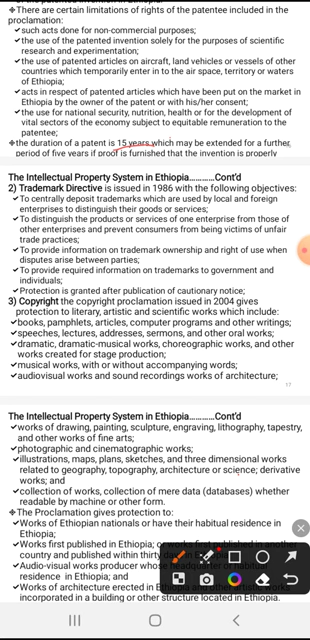 ❖There are certain limitations of rights of the patentee included in the
proclamation:
✓such acts done for non-commercial purposes;
✓the use of the patented invention solely for the purposes of scientific
research and experimentation;
✓the use of patented articles on aircraft, land vehicles or vessels of other
countries which temporarily enter in to the air space, territory or waters
of Ethiopia;
✓acts in respect of patented articles which have been put on the market in
Ethiopia by the owner of the patent or with his/her consent;
✓the use for national security, nutrition, health or for the development of
vital sectors of the economy subject to equitable remuneration to the
patentee;
❖the duration of a patent is 15 years which may be extended for a further,
period of five years if proof is furnished that the invention is properly
The Intellectual Property System in Ethiopia…………Cont'd
2) Trademark Directive is issued in 1986 with the following objectives:
✓To centrally deposit trademarks which are used by local and foreign
enterprises to distinguish their goods or services;
✓To distinguish the products or services of one enterprise from those of
other enterprises and prevent consumers from being victims of unfair
trade practices;
✓To provide information on trademark ownership and right of use when
disputes arise between parties;
✓To provide required information on trademarks to government and
individuals;
✓Protection is granted after publication of cautionary notice;
3) Copyright the copyright proclamation issued in 2004 gives
protection to literary, artistic and scientific works which include:
✓books, pamphlets, articles, computer programs and other writings;
✓speeches, lectures, addresses, sermons, and other oral works;
✓dramatic, dramatic-musical works, choreographic works, and other
works created for stage production;
✓musical works, with or without accompanying words;
✓audiovisual works and sound recordings works of architecture;
17
The Intellectual Property System in Ethiopia…………Cont'd
✓works of drawing, painting, sculpture, engraving, lithography, tapestry,
and other works of fine arts;
✓photographic and cinematographic works;
✓illustrations, maps, plans, sketches, and three dimensional works
related to geography, topography, architecture or science; derivative
works; and
✓collection of works, collection of mere data (databases) whether
readable by machine or other form.
❖The Proclamation gives protection to:
✓Works of Ethiopian nationals or have their habitual residence in
Ethiopia;
✓Works first published in Ethiopia; or works first published in another
country and published within thirty days in
✓Audio-visual works producer whose headquarter or habitual
residence in Ethiopia; and
✓Works of architecture erected in Ethiopia and other artistic works
incorporated in a building or other structure located in Ethiopia.